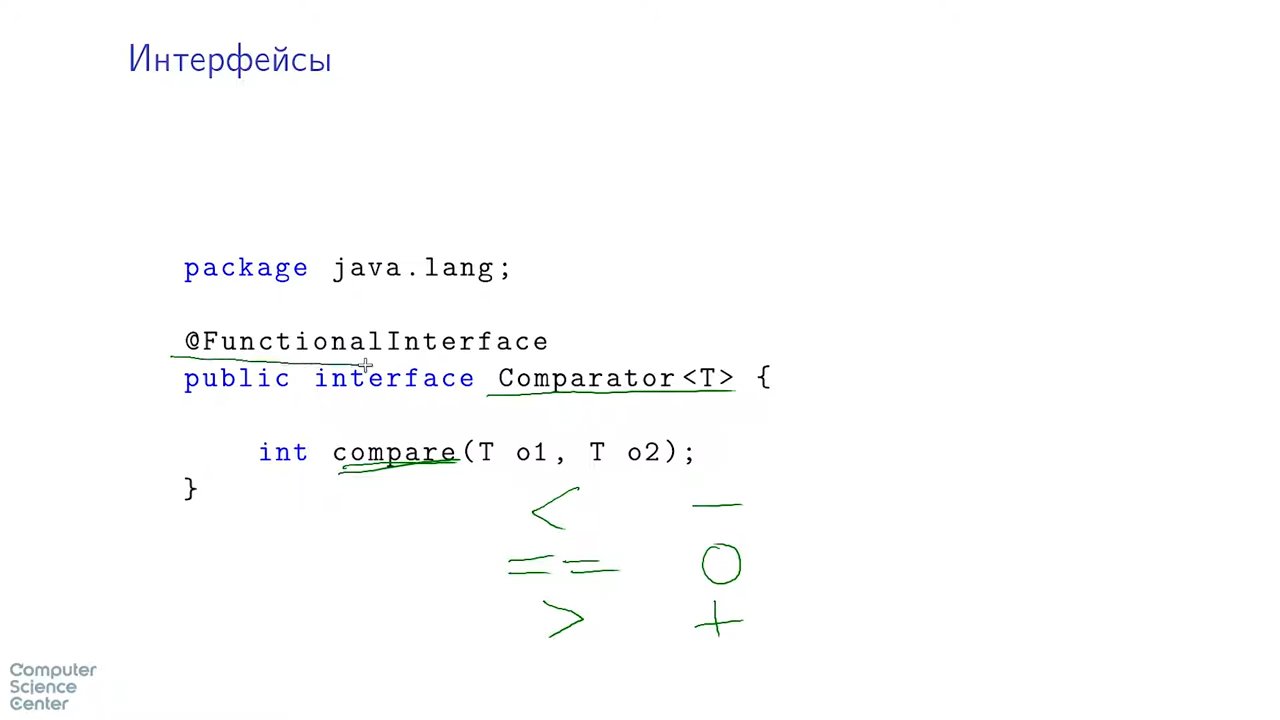 Интерфейсы
package java.lang;
@FunctionalInterface
public interface Comparator<T> {
int compare(T o1, T o2);
}
< −
== 0
> +
Computer
Science
Center